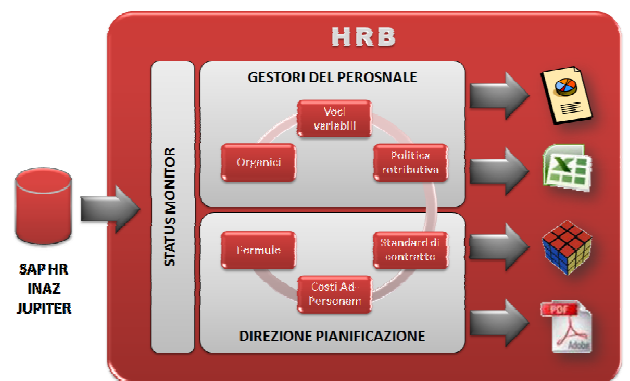 HRB
GESTORI DEL PEROSNALE
Voci
variabili
Organici
Politica
retributiva
STATUS MONITOR
SAP HR
INAZ
JUPITER
Formule
Standard di
contratto
Costi Ad
Personam
DIREZIONE PIANIFICAZIONE
PDF
Adobe